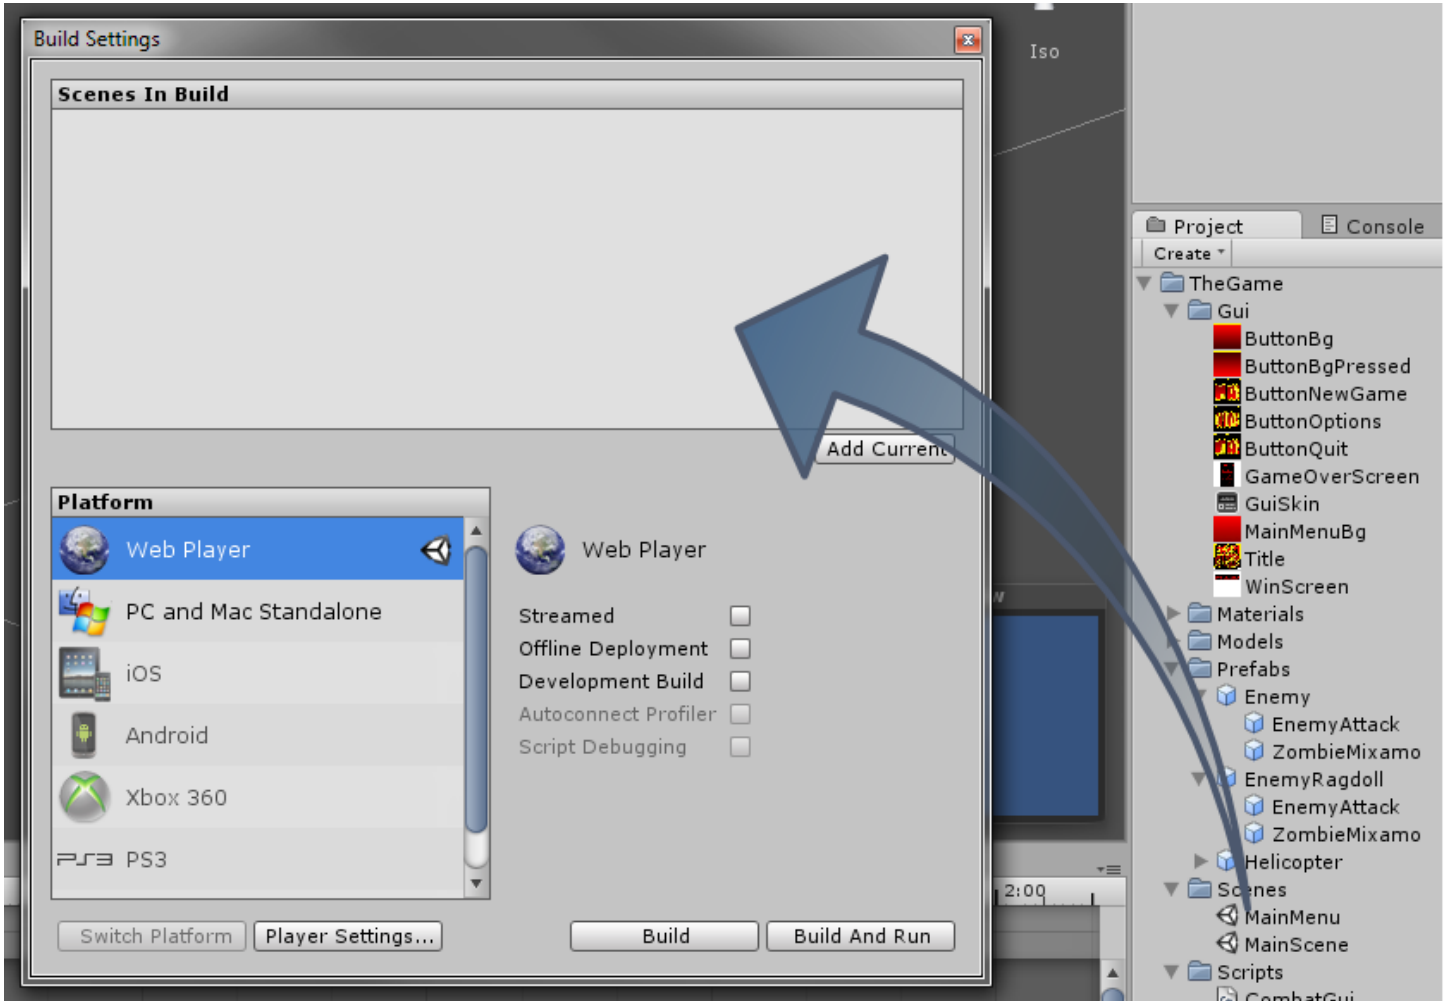 Build Settings
Scenes In Build
Add Current
Platform
Web Player
PC and Mac Standalone
iOS
Android
Xbox 360
PS3
Web Player
Streamed
Offline Deployment
Development Build
Autoconnect Profiler
Script Debugging
Switch Platform
Player Settings...
Build
Build And Run
Iso
2:00
Project
Console
Create
TheGame
Gui
ButtonBg
ButtonBgPressed
ButtonNewGame
ButtonOptions
ButtonQuit
GameOverScreen
GuiSkin
MainMenuBg
Title
WinScreen
Materials
Models
Prefabs
Enemy
EnemyAttack
ZombieMixamo
EnemyRagdoll
EnemyAttack
ZombieMixamo
Helicopter
Scenes
MainMenu
MainScene
Scripts
CombatGui